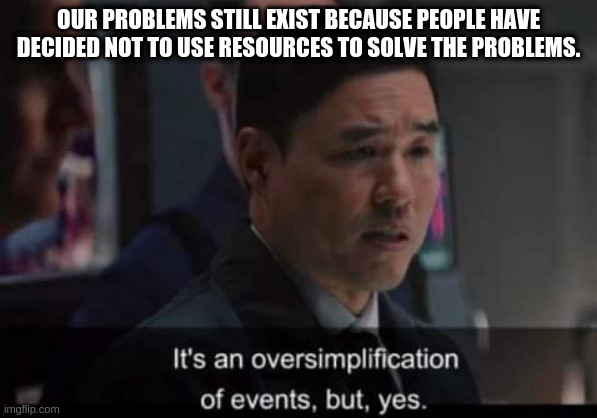 OUR PROBLEMS STILL EXIST BECAUSE PEOPLE HAVE
DECIDED NOT TO USE RESOURCES TO SOLVE THE PROBLEMS.
It's an oversimplification
of events, but, yes.
imgflip.com